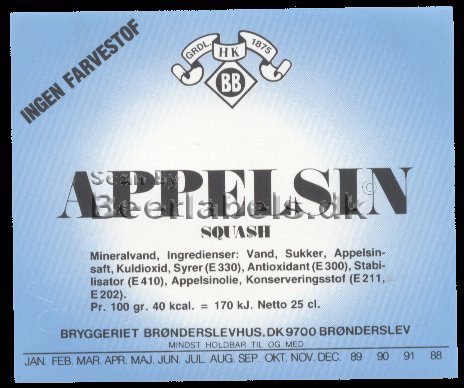 INGEN FARVESTOF
GRDL. HK 1875
BB
Scan by
APPELSIN
Beerlabels.dk
©
SQUASH
Mineralvand, Ingredienser: Vand, Sukker, Appelsin-
saft, Kuldioxid, Syrer (E 330), Antioxidant (E 300), Stabi-
lisator (E 410), Appelsinolie, Konserveringsstof (E 211,
E 202).
Pr. 100 gr. 40 kcal. = 170 kJ. Netto 25 cl.
BRYGGERIET BRØNDERSLEVHUS.DK 9700 BRØNDERSLEV
MINDST HOLDBAR TIL OG MED
JAN. FEB. MAR. APR. MAJ. JUN. JUL. AUG. SEP. OKT. NOV. DEC. 89 90 91 88